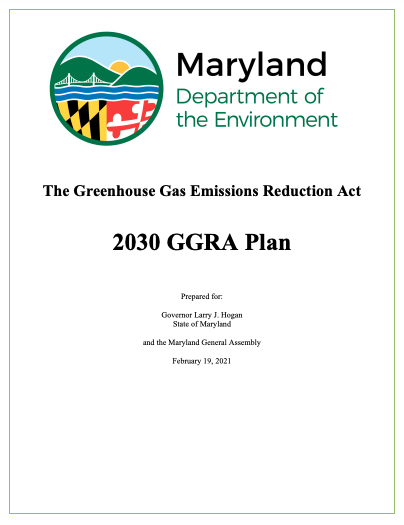 Maryland
Department of
the Environment
The Greenhouse Gas Emissions Reduction Act
2030 GGRA Plan
Prepared for:
Governor Larry J. Hogan
State of Maryland
and the Maryland General Assembly
February 19, 2021